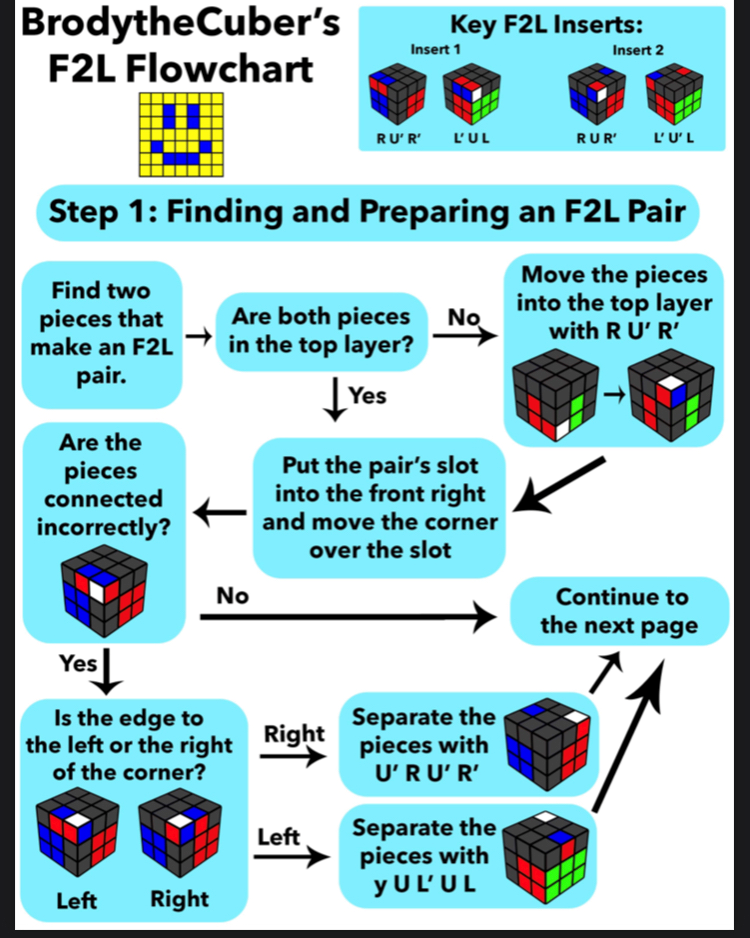 BrodytheCuber's
F2L Flowchart
Key F2L Inserts:
Insert 1
Insert 2
R U' R'
L' U L
R U R'
L' U' L
Step 1: Finding and Preparing an F2L Pair
Find two
pieces that
make an F2L
pair.
Are both pieces
in the top layer?
No
Move the pieces
into the top layer
with R U' R'
Yes
Put the pair's slot
into the front right
and move the corner
over the slot
Are the
pieces
connected
incorrectly?
No
Continue to
the next page
Yes
Is the edge to
the left or the right
of the corner?
Left
Right
Right
Separate the
pieces with
U' R U' R'
Left
Separate the
pieces with
y U L' U L